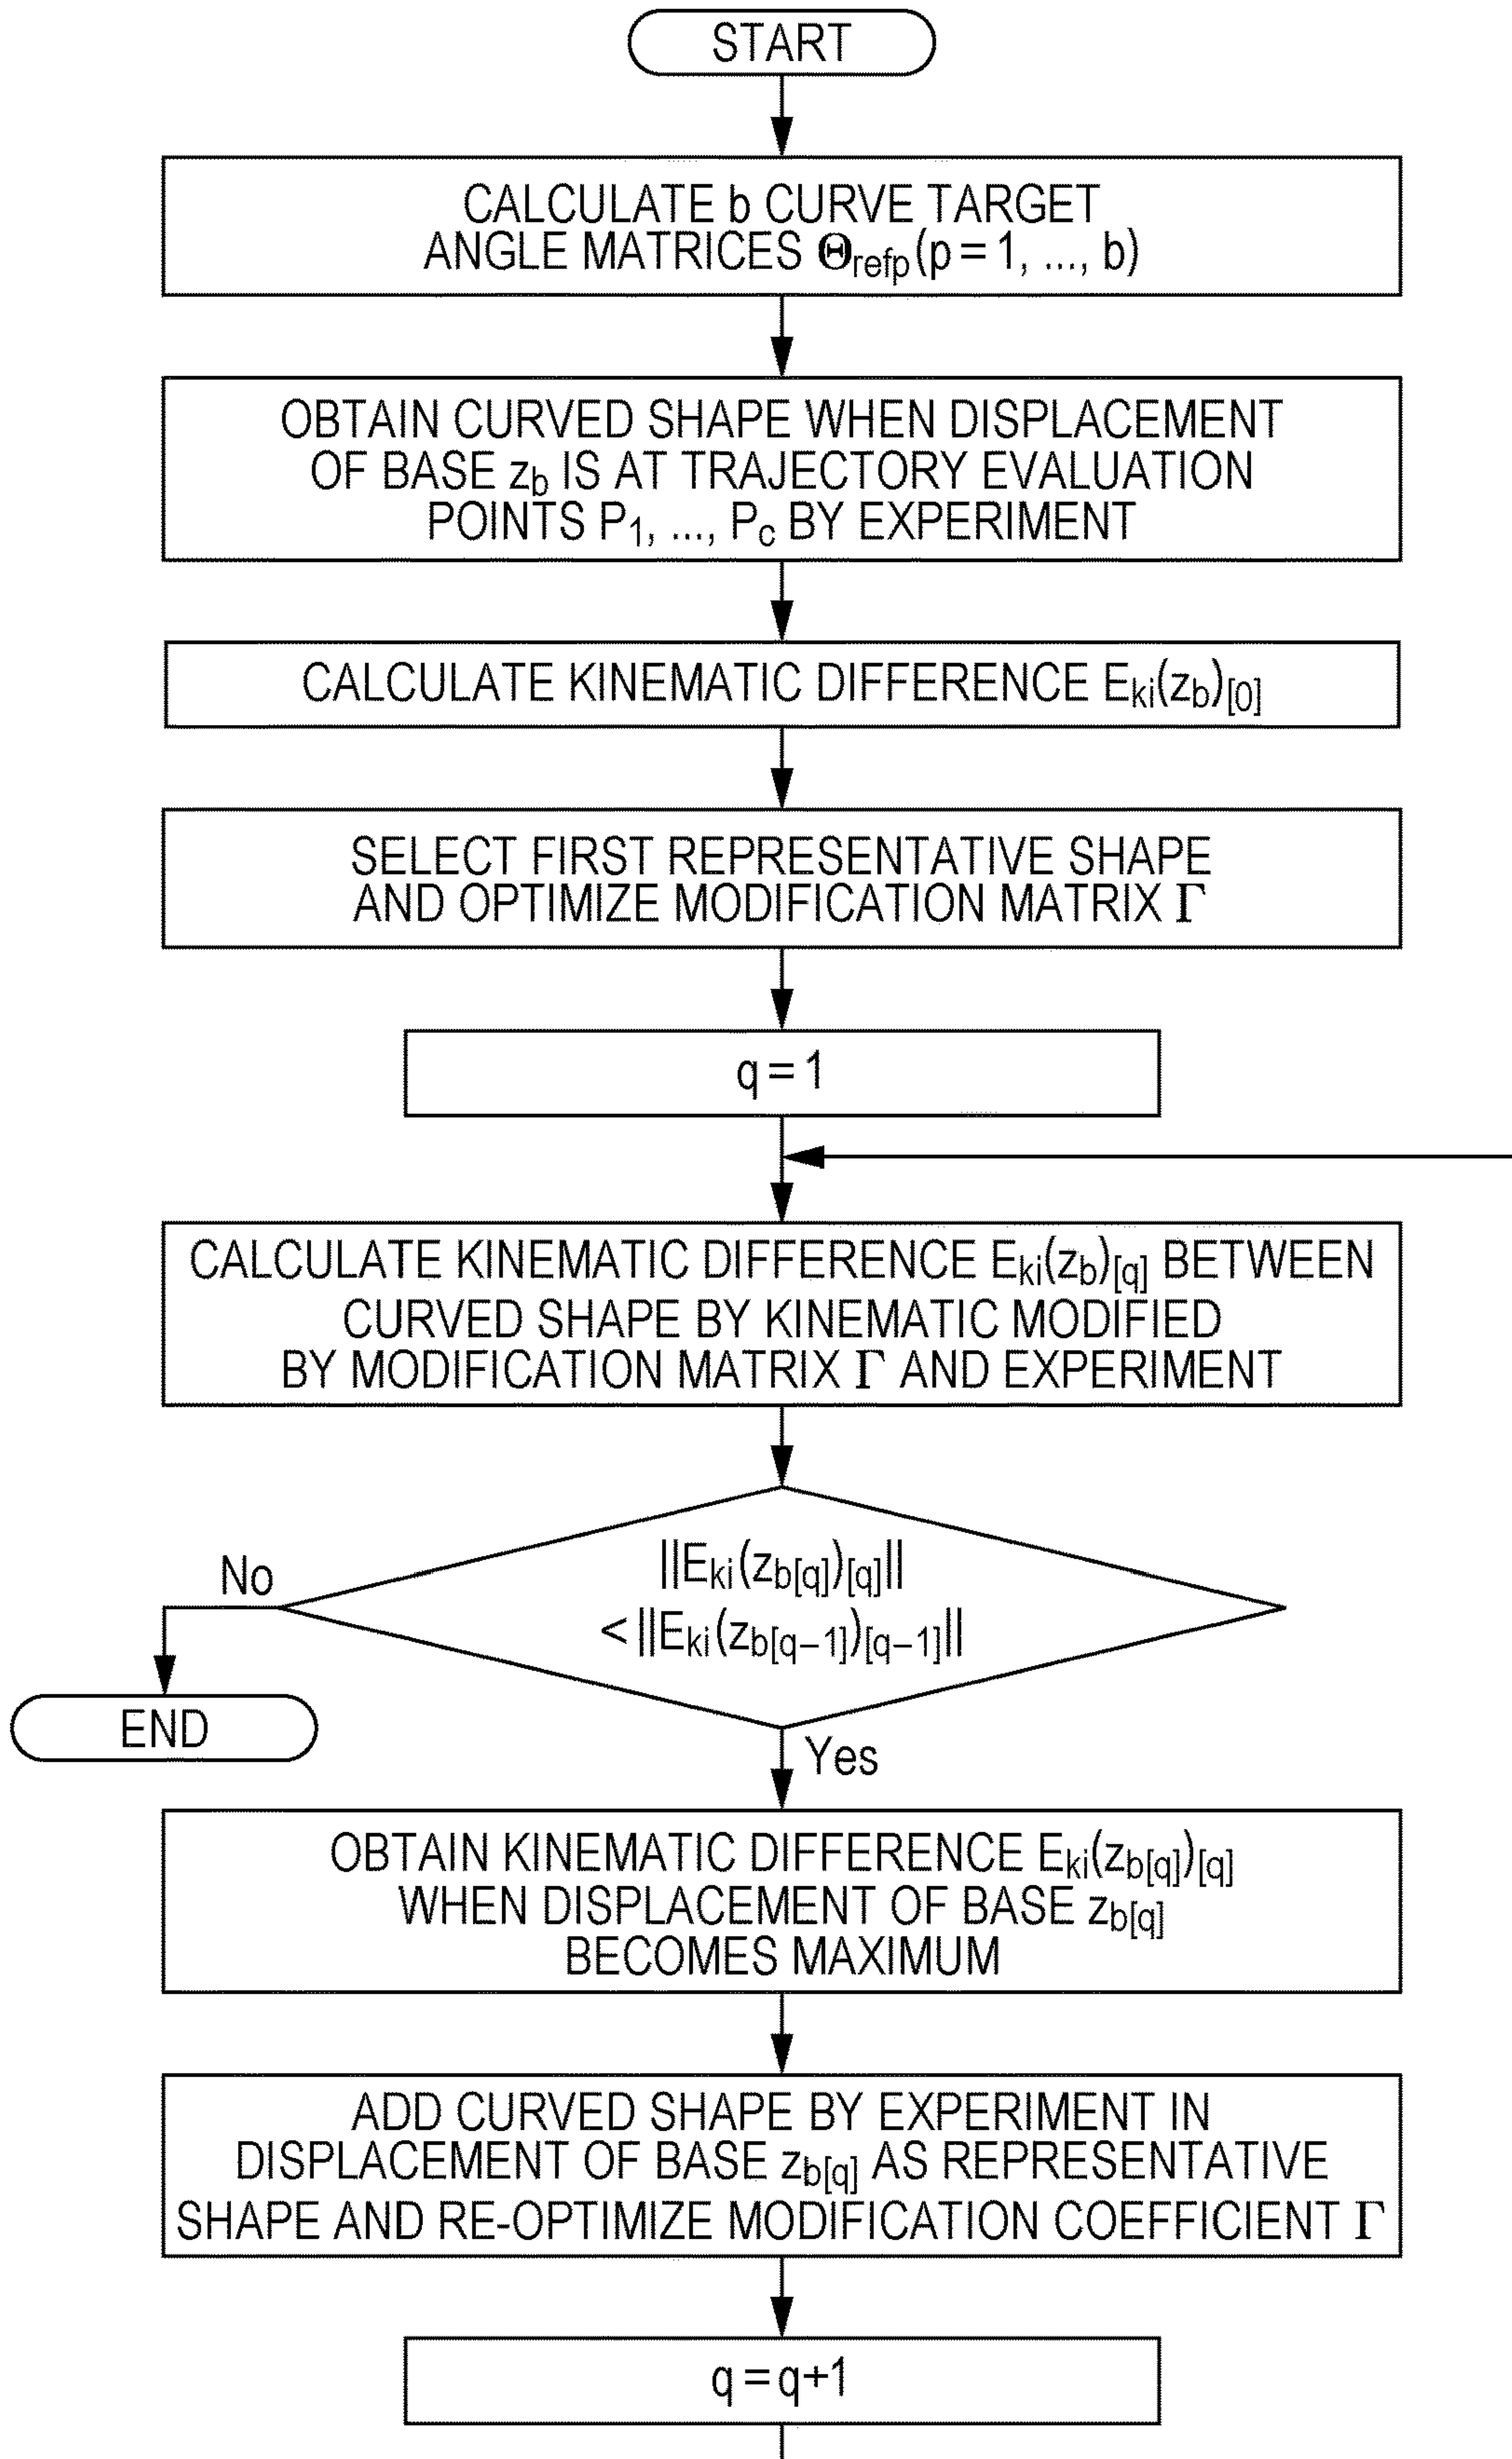 START
CALCULATE b CURVE TARGET
ANGLE MATRICES Θrefp(p = 1, ..., b)
OBTAIN CURVED SHAPE WHEN DISPLACEMENT
OF BASE zb IS AT TRAJECTORY EVALUATION
POINTS P1, ..., Pc BY EXPERIMENT
CALCULATE KINEMATIC DIFFERENCE Eki(zb)[0]
SELECT FIRST REPRESENTATIVE SHAPE
AND OPTIMIZE MODIFICATION MATRIX Γ
q = 1
CALCULATE KINEMATIC DIFFERENCE Eki(zb)[q] BETWEEN
CURVED SHAPE BY KINEMATIC MODIFIED
BY MODIFICATION MATRIX Γ AND EXPERIMENT
||Eki(zb[q])[q]||
< ||Eki(zb[q−1])[q−1]||
No
END
Yes
OBTAIN KINEMATIC DIFFERENCE Eki(zb[q])[q]
WHEN DISPLACEMENT OF BASE zb[q]
BECOMES MAXIMUM
ADD CURVED SHAPE BY EXPERIMENT IN
DISPLACEMENT OF BASE zb[q] AS REPRESENTATIVE
SHAPE AND RE-OPTIMIZE MODIFICATION COEFFICIENT Γ
q = q+1